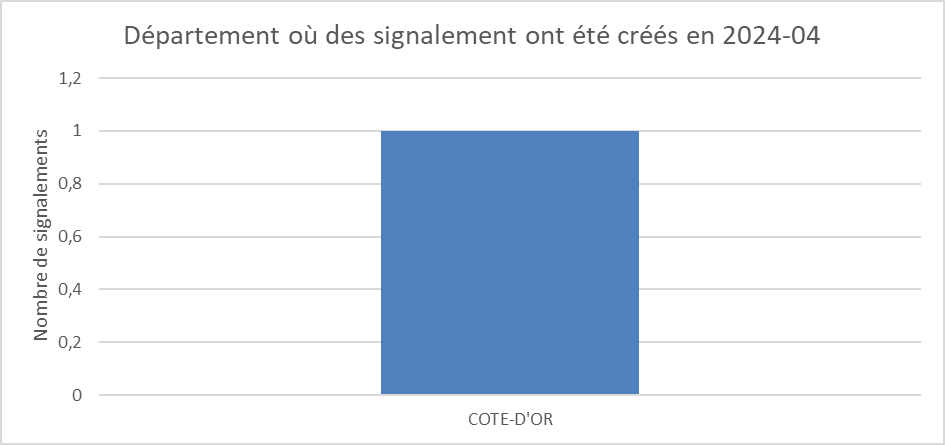 Département où des signalement ont été créés en 2024-04
Nombre de signalements
1,2
1
0,8
0,6
0,4
0,2
0
COTE-D'OR